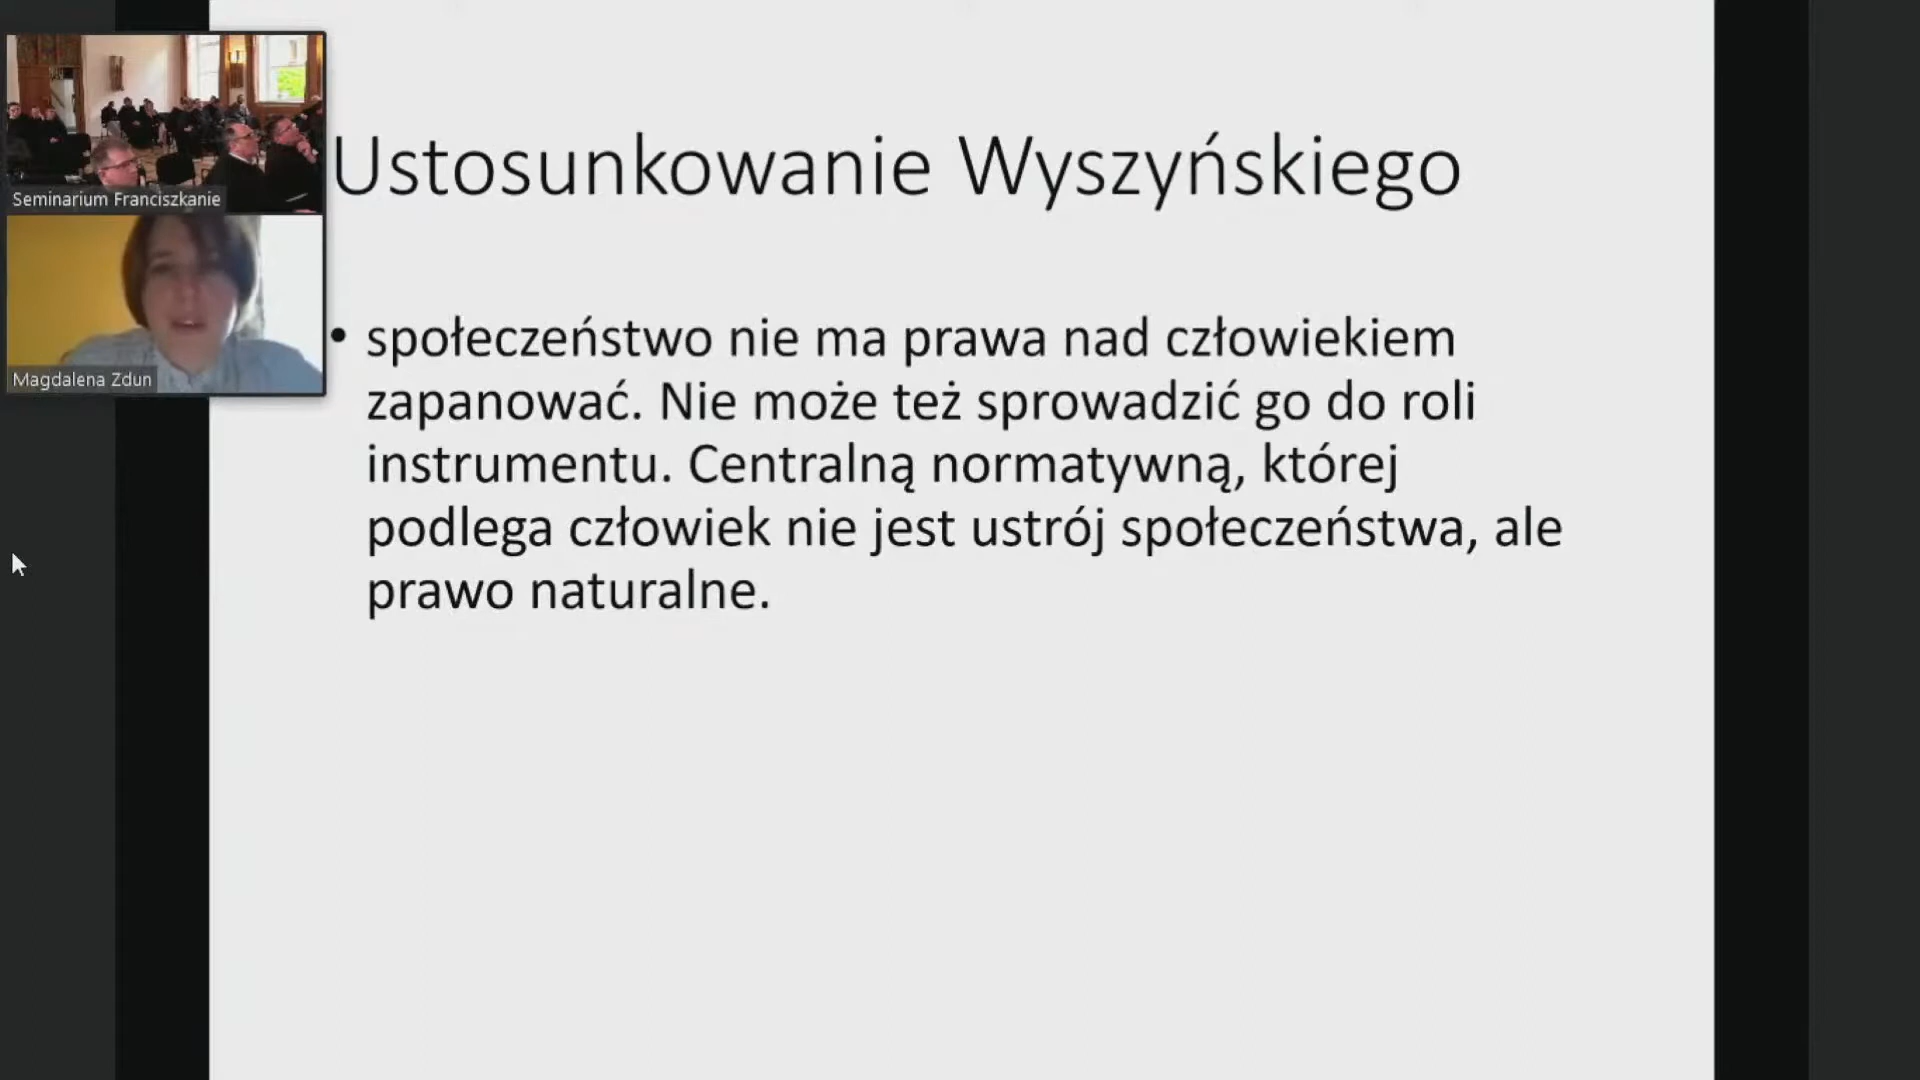 Seminarium Franciszkanie
Magdalena Zdun
Ustosunkowanie Wyszyńskiego
• społeczeństwo nie ma prawa nad człowiekiem
zapanować. Nie może też sprowadzić go do roli
instrumentu. Centralną normatywną, której
podlega człowiek nie jest ustrój społeczeństwa, ale
prawo naturalne.